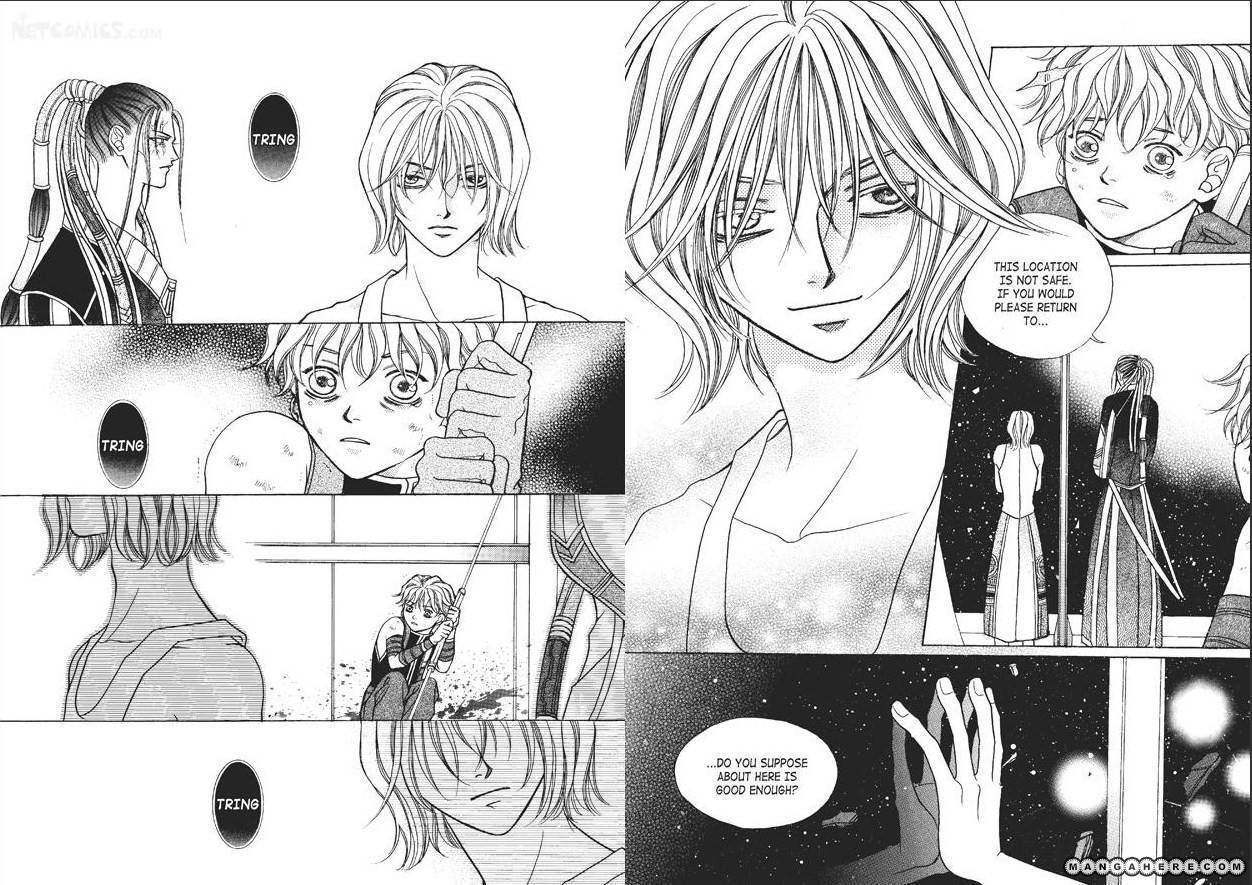 NETCOMICS.COM
TRING
TRING
TRING
THIS LOCATION
IS NOT SAFE.
IF YOU WOULD
PLEASE RETURN
TO...
...DO YOU SUPPOSE
ABOUT HERE IS
GOOD ENOUGH?
MANGAHERE.COM